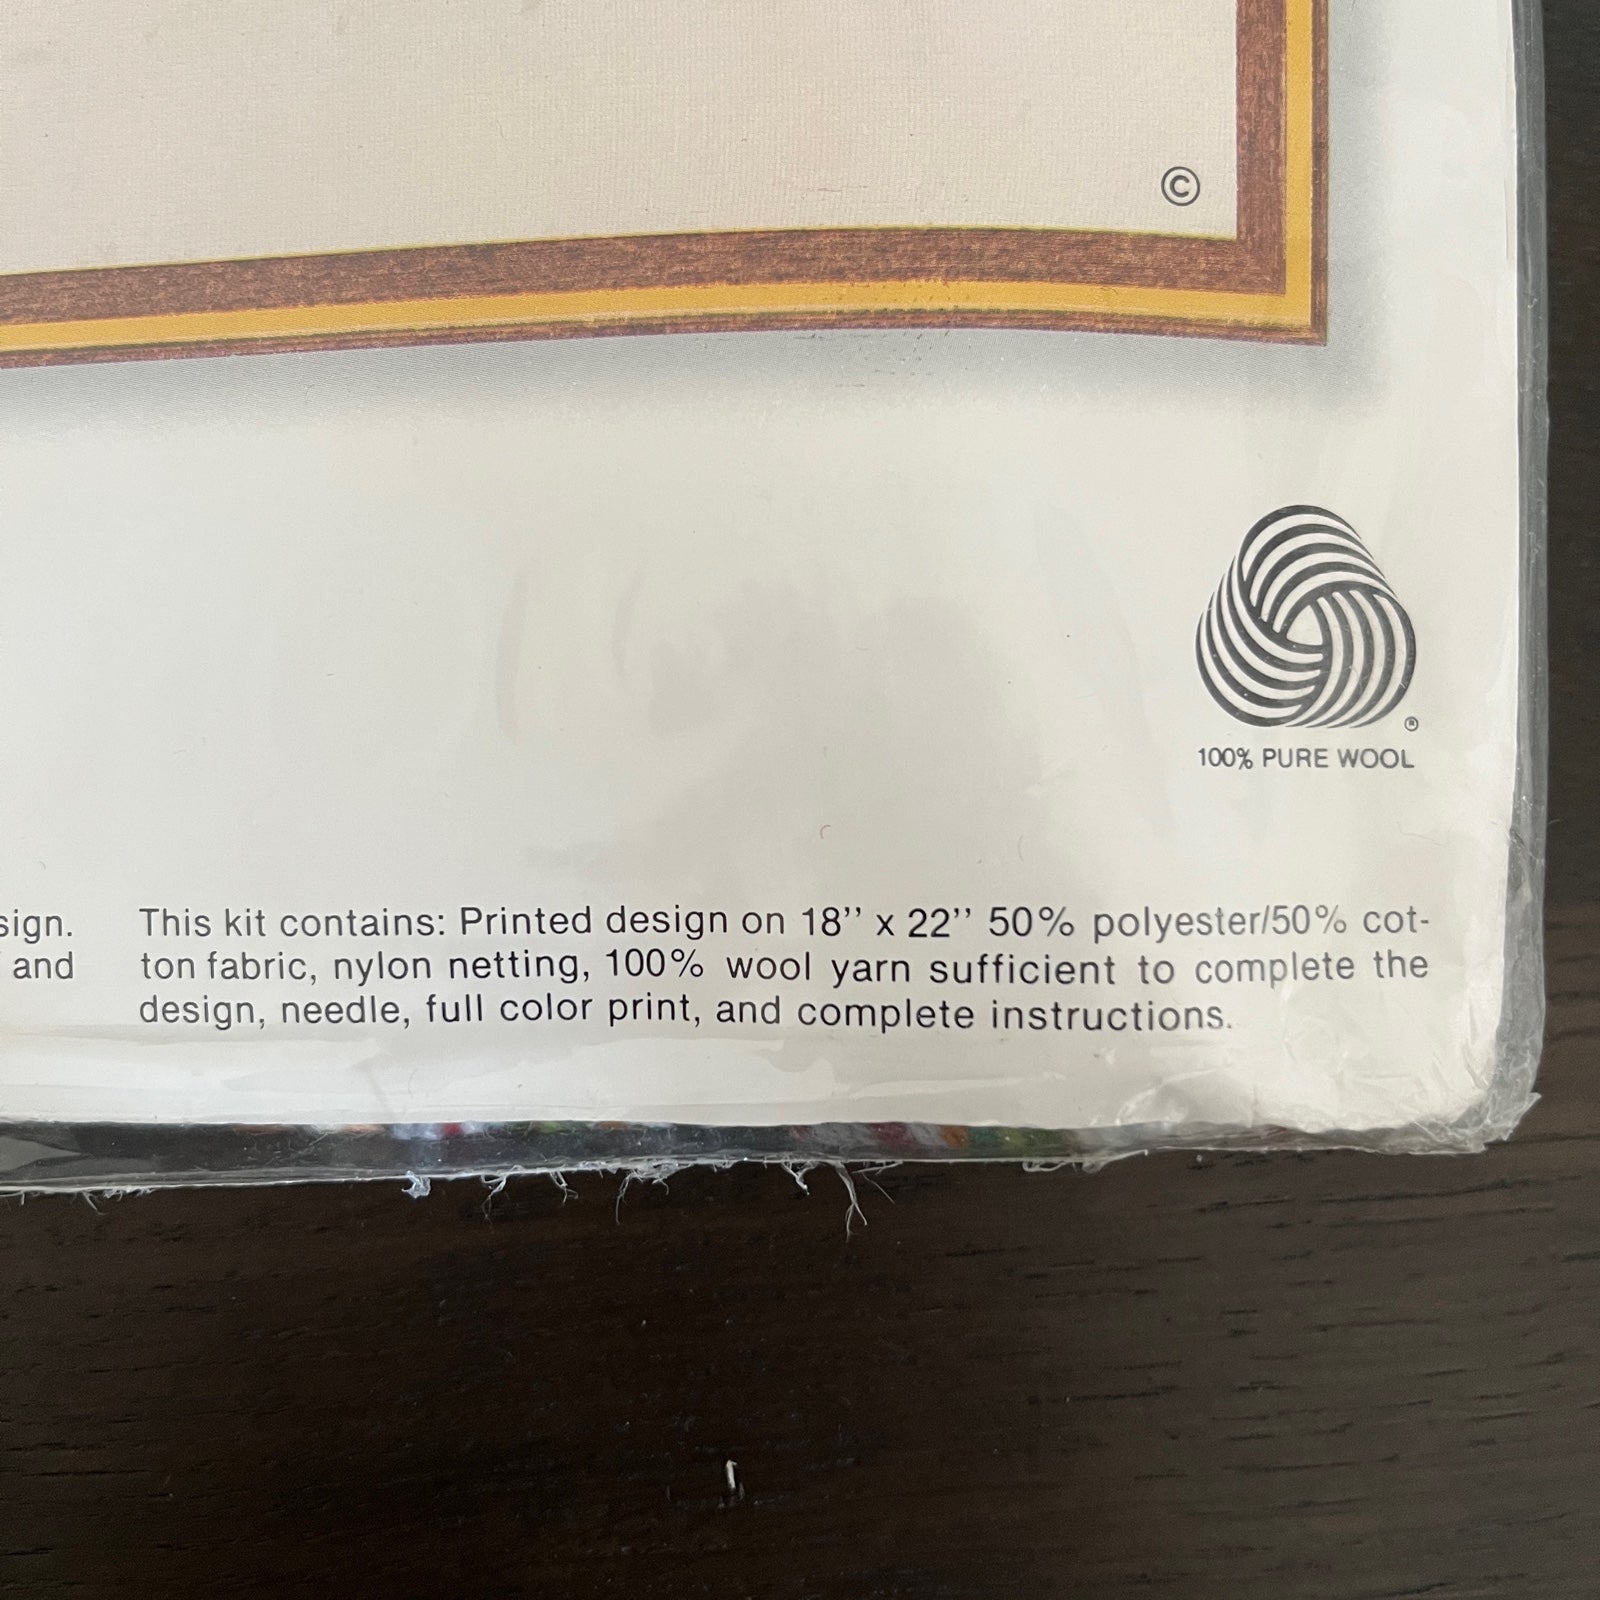 ©
®
100% PURE WOOL
sign.
and
This kit contains: Printed design on 18’’ x 22’’ 50% polyester/50% cot-
ton fabric, nylon netting, 100% wool yarn sufficient to complete the
design, needle, full color print, and complete instructions.